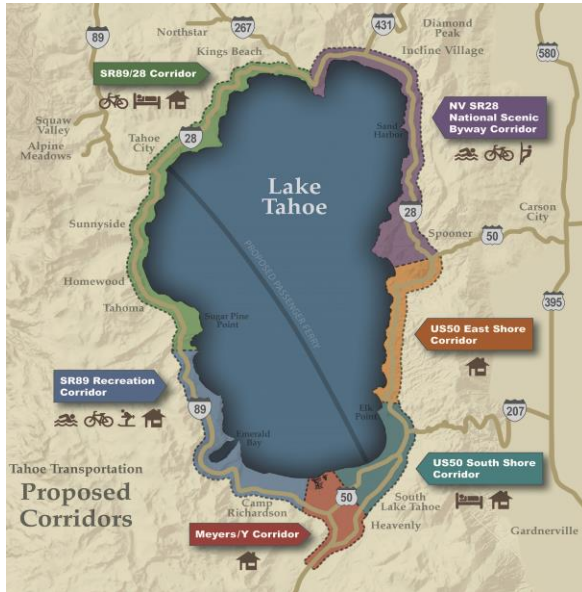 89
Northstar
267
Kings Beach
431
Diamond
Peak
Incline Village
580
SR89/28 Corridor
NV SR28
National Scenic
Byway Corridor
Squaw
Valley
Alpine
Meadows
Tahoe
City
28
Sand
Harbor
Lake
Tahoe
28
Carson
City
Sunnyside
Spooner
50
PROPOSED PASSENGER FERRY
Homewood
Tahoma
395
Sugar Pine
Point
US50 East Shore
Corridor
SR89 Recreation
Corridor
89
Elk
Point
207
Emerald
Bay
Tahoe Transportation
Proposed
Corridors
US50 South Shore
Corridor
50
Camp
Richardson
South
Lake Tahoe
Heavenly
Meyers/Y Corridor
Gardnerville